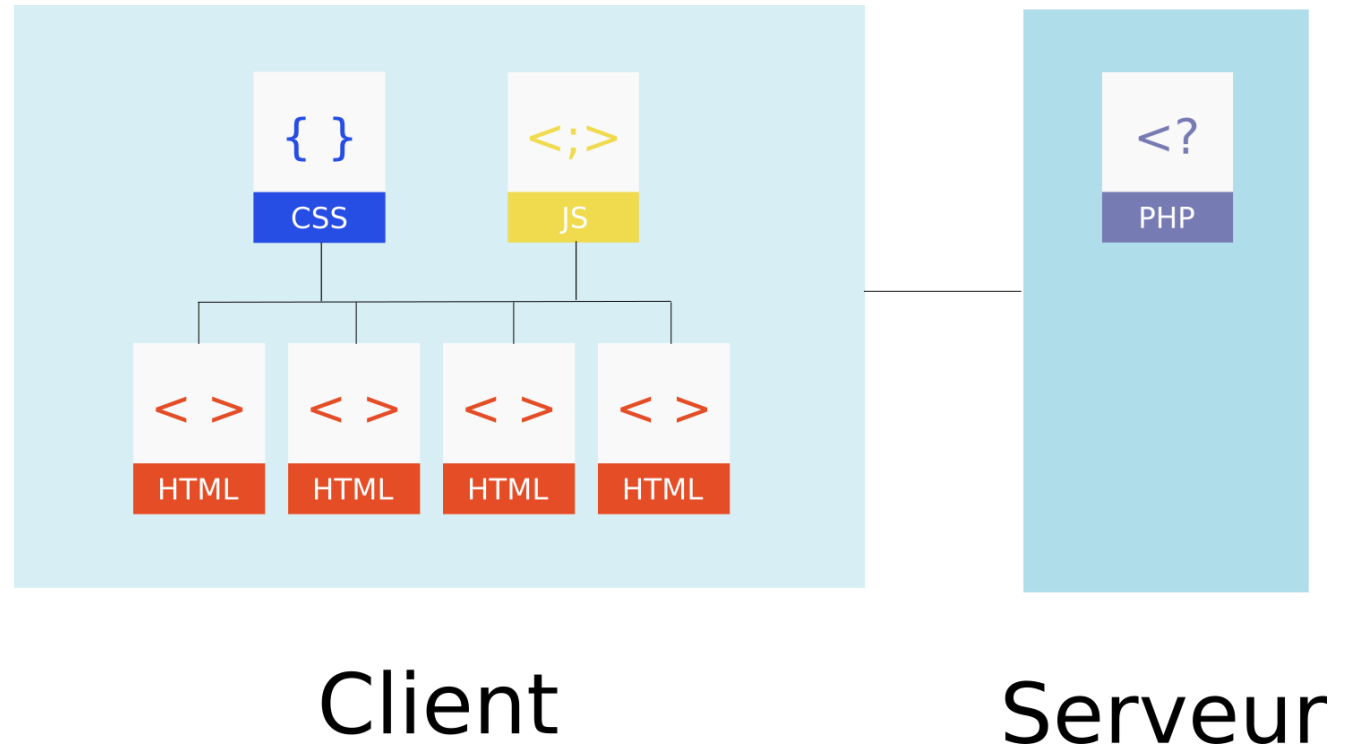 { }
<;>
<?
CSS
JS
PHP
< >
< >
< >
< >
HTML
HTML
HTML
HTML
Client
Serveur